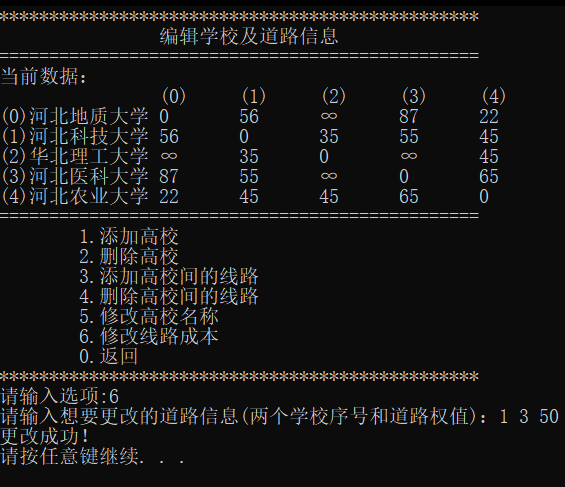 ************************************************
编辑学校及道路信息
================================================
当前数据:
(0) (1) (2) (3) (4)
(0)河北地质大学 0 56 ∞ 87 22
(1)河北科技大学 56 0 35 55 45
(2)华北理工大学 ∞ 35 0 ∞ 45
(3)河北医科大学 87 55 ∞ 0 65
(4)河北农业大学 22 45 45 65 0
================================================
1.添加高校
2.删除高校
3.添加高校间的线路
4.删除高校间的线路
5.修改高校名称
6.修改线路成本
0.返回
************************************************
请输入选项:6
请输入想要更改的道路信息(两个学校序号和道路权值): 1 3 50
更改成功!
请按任意键继续. . .